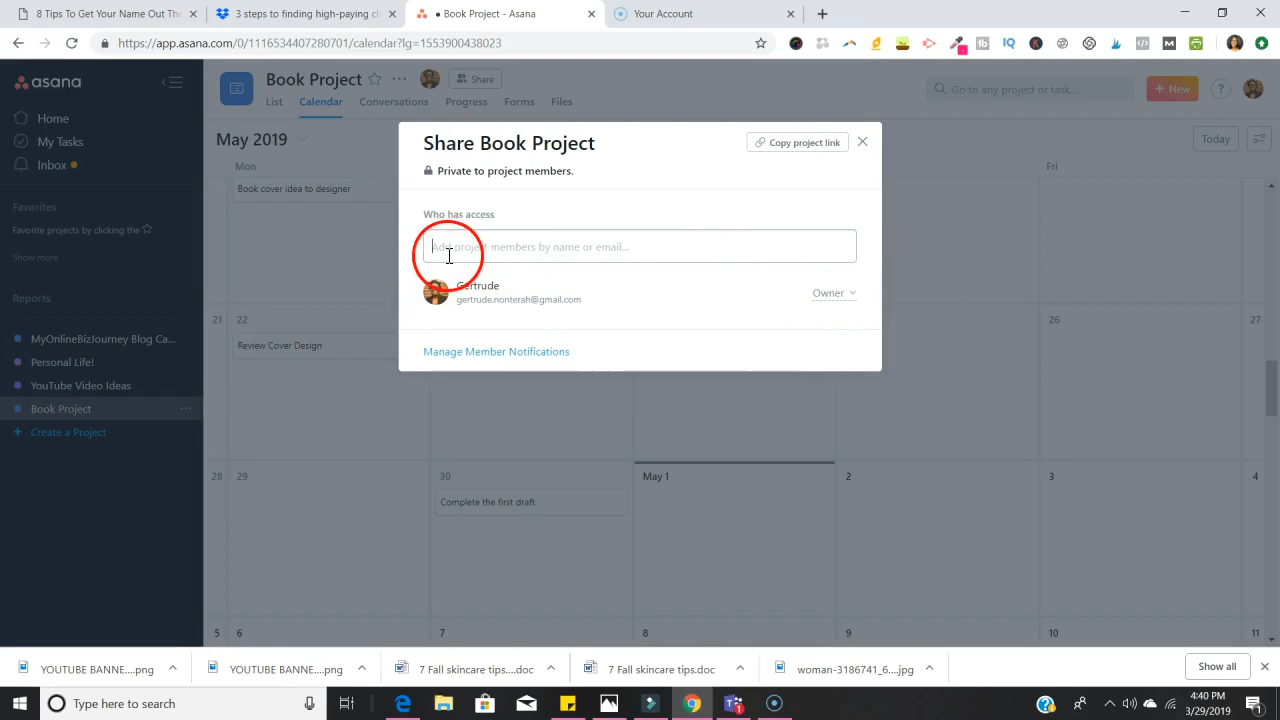 8 Tips To Get Your Name Out The
3 steps to finding high-paying cli
• Book Project - Asana
Your Account
https://app.asana.com/0/1116531407280701/calendar?lg=1553900438023
asana
Home
My Tasks
Inbox
Favorites
Favorite projects by clicking the
Show more
Reports
MyOnlineBizJourney Blog Ca...
Personal Life!
YouTube Video Ideas
Book Project
+ Create a Project
Book Project
Share
List Calendar Conversations Progress Forms Files
Go to any project or task...
+ New
?
May 2019
Today
Mon
Fri
Book cover idea to designer
Share Book Project
Copy project link
Private to project members.
Who has access
Add project members by name or email...
Gertrude
gertrude.nonterah@gmail.com
Owner
Manage Member Notifications
21 22 26 27
Review Cover Design
28 29 30 May 1 2 3 4
Complete the first draft
5 6 7 8 9 10 11
YOUTUBE BANNE....png
YOUTUBE BANNE....png
7 Fall skincare tips....doc
7 Fall skincare tips.doc
woman-3186741_6....jpg
Show all
Type here to search
4:40 PM
3/29/2019